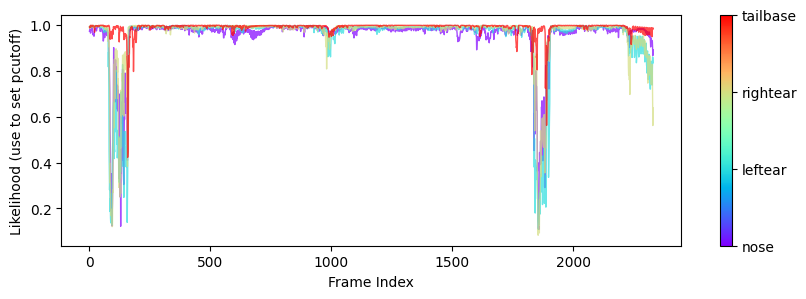 Likelihood (use to set pcutoff)
1.0
0.8
0.6
0.4
0.2
0
500
1000
1500
2000
Frame Index
tailbase
rightear
leftear
nose